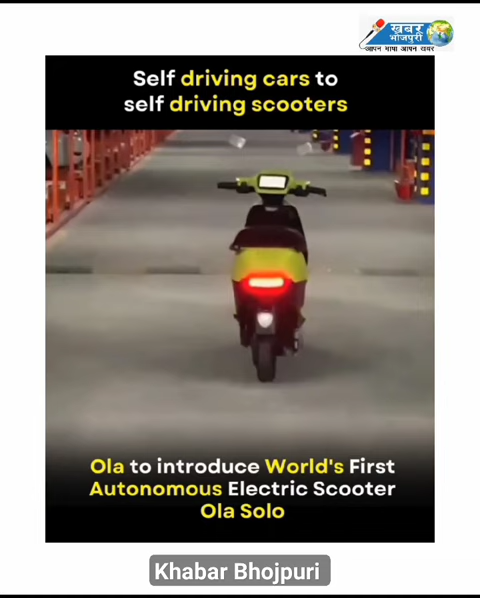 खबर
भोजपुरी
आपन भाषा आपन खबर
Self driving cars to
self driving scooters
Ola to introduce World's First
Autonomous Electric Scooter
Ola Solo
Khabar Bhojpuri